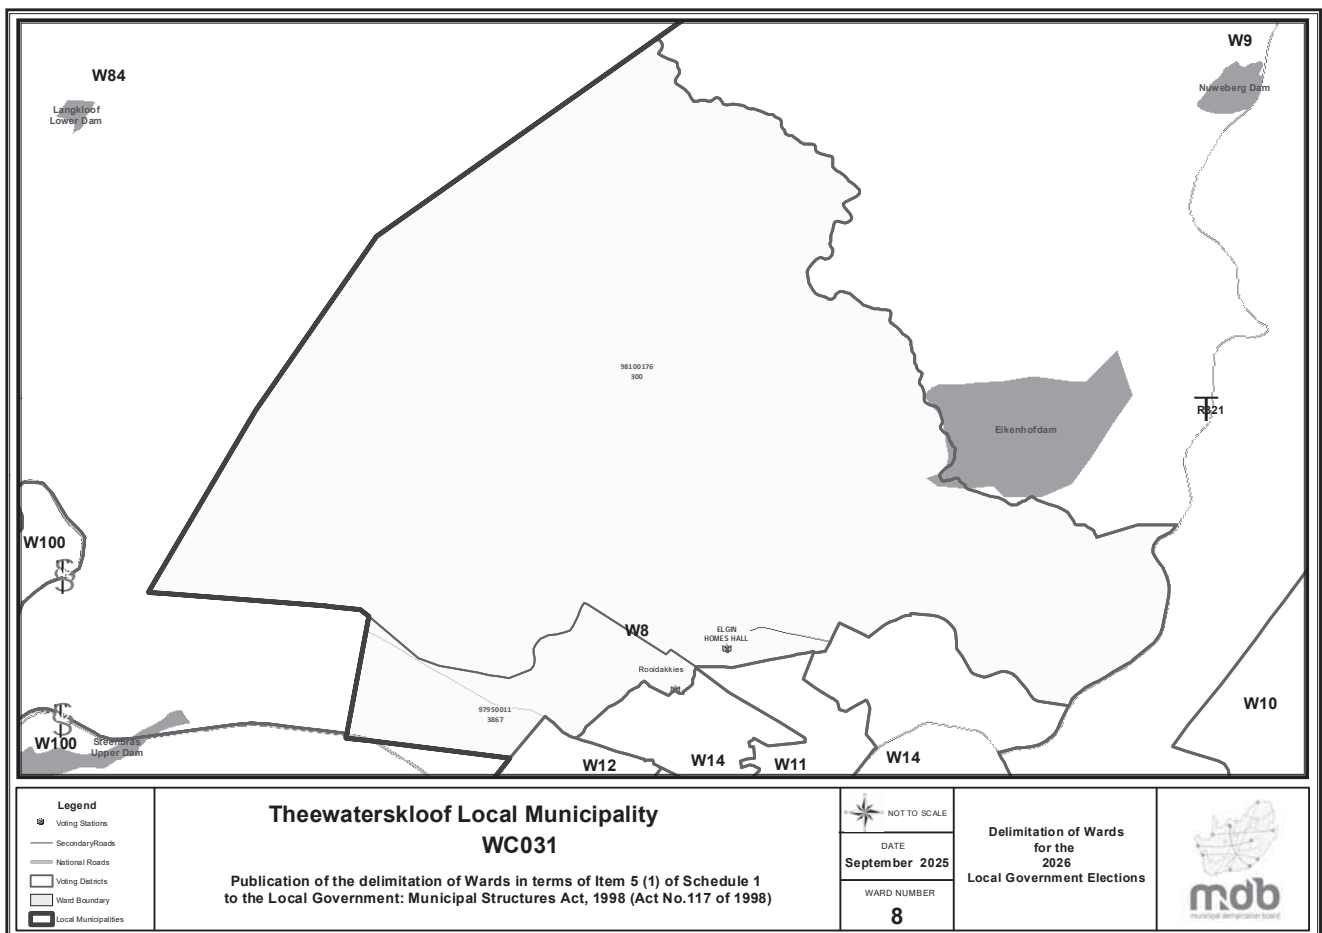 W9
W84
Nuweberg Dam
Langkloof
Lower Dam
98100176
300
R321
Eikenhofdam
W100
W8
ELGIN
HOMES HALL
Rooidakkies
97950011
3867
W10
W100
Steenbras
Upper Dam
W12
W14
W11
W14
Legend
Voting Stations
SecondaryRoads
National Roads
Voting Districts
Ward Boundary
Local Municipalities
Theewaterskloof Local Municipality
WC031
Publication of the delimitation of Wards in terms of Item 5 (1) of Schedule 1
to the Local Government: Municipal Structures Act, 1998 (Act No.117 of 1998)
NOT TO SCALE
DATE
September 2025
WARD NUMBER
8
Delimitation of Wards
for the
2026
Local Government Elections
mdb
municipal demarcation board